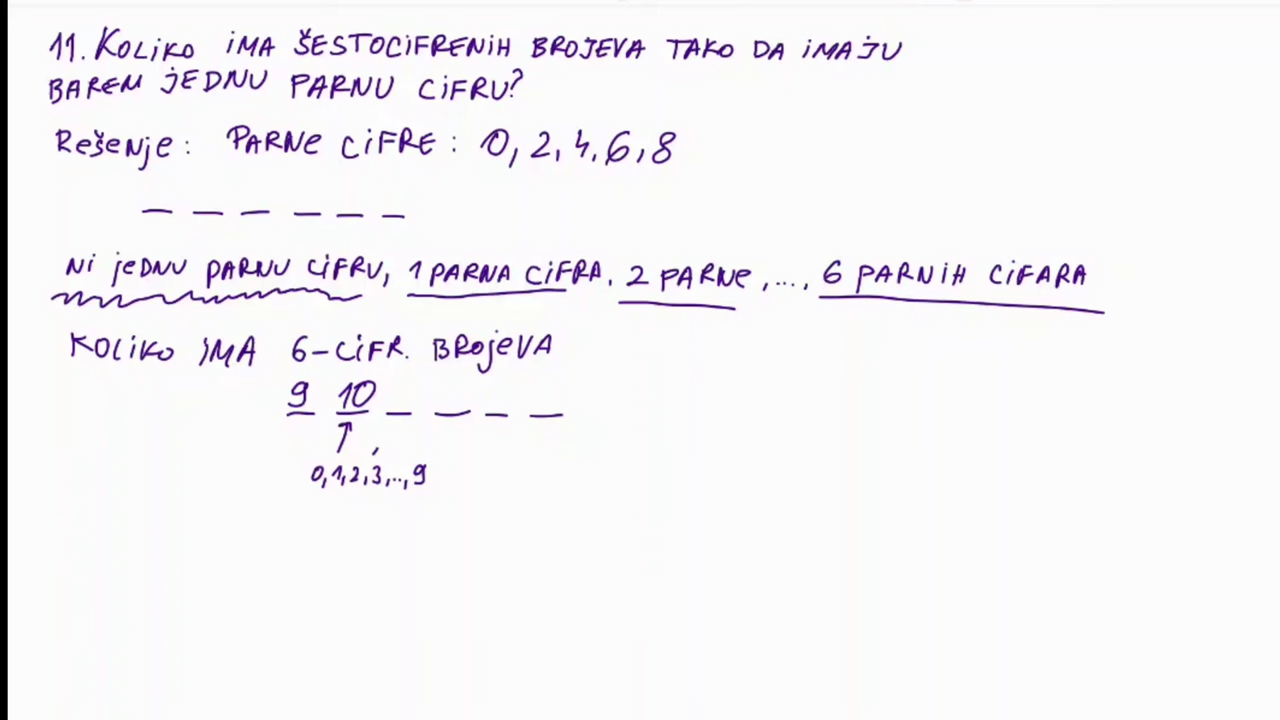 11. KOLIKO IMA ŠESTOCIFRENIH BROJEVA TAKO DA IMAJU
BAREM JEDNU PARNU CIFRU?
Rešenje: PARNE CIFRE: 0, 2, 4, 6, 8
_ _ _ _ _ _
NI JEDNU PARNU CIFRU, 1 PARNA CIFRA, 2 PARNE, ..., 6 PARNIH CIFARA
KOLIKO IMA 6-CIFR. BROJEVA
9 10 _ _ _ _
↑ ,
0,1,2,3,..,9